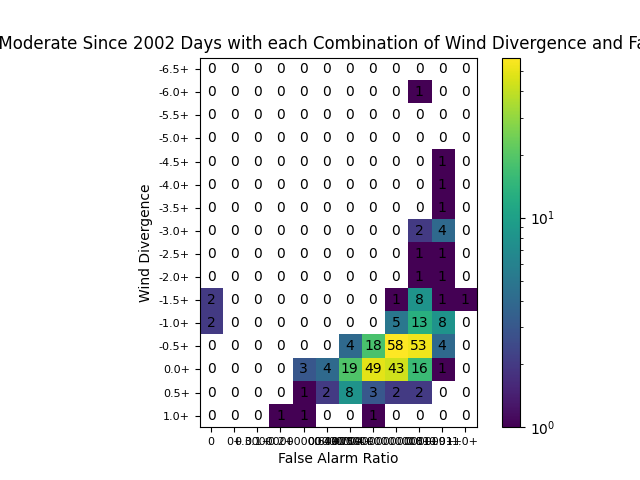 Moderate Since 2002 Days with each Combination of Wind Divergence and Fa
-6.5+ 0 0 0 0 0 0 0 0 0 0 0 0
-6.0+ 0 0 0 0 0 0 0 0 0 1 0 0
-5.5+ 0 0 0 0 0 0 0 0 0 0 0 0
-5.0+ 0 0 0 0 0 0 0 0 0 0 0 0
-4.5+ 0 0 0 0 0 0 0 0 0 0 1 0
-4.0+ 0 0 0 0 0 0 0 0 0 0 1 0
-3.5+ 0 0 0 0 0 0 0 0 0 0 1 0
-3.0+ 0 0 0 0 0 0 0 0 0 2 4 0
-2.5+ 0 0 0 0 0 0 0 0 0 1 1 0
-2.0+ 0 0 0 0 0 0 0 0 0 1 1 0
-1.5+ 2 0 0 0 0 0 0 0 1 8 1 1
-1.0+ 2 0 0 0 0 0 0 0 5 13 8 0
-0.5+ 0 0 0 0 0 0 4 18 58 53 4 0
0.0+ 0 0 0 0 3 4 19 49 43 16 1 0
0.5+ 0 0 0 0 1 2 8 3 2 2 0 0
1.0+ 0 0 0 1 1 0 0 1 0 0 0 0
0
False Alarm Ratio
Wind Divergence
10¹
10⁰